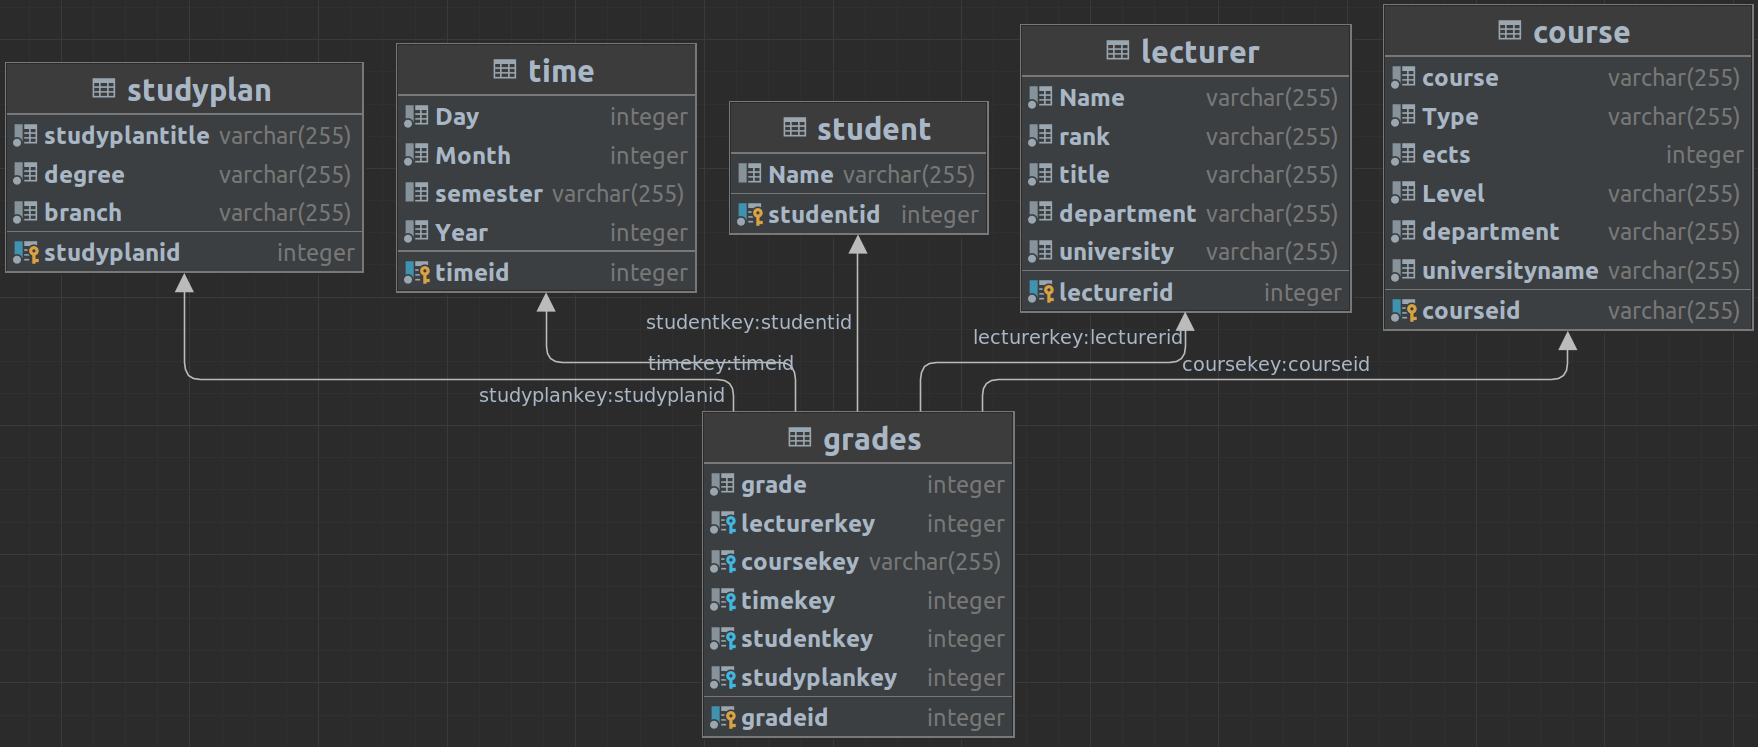 studyplan
studyplantitle varchar(255)
degree varchar(255)
branch varchar(255)
studyplanid integer
time
Day integer
Month integer
semester varchar(255)
Year integer
timeid integer
student
Name varchar(255)
studentid integer
lecturer
Name varchar(255)
rank varchar(255)
title varchar(255)
department varchar(255)
university varchar(255)
lecturerid integer
course
course varchar(255)
Type varchar(255)
ects integer
Level varchar(255)
department varchar(255)
universityname varchar(255)
courseid varchar(255)
studentkey:studentid
lecturerkey:lecturerid
timekey:timeid
coursekey:courseid
studyplankey:studyplanid
grades
grade integer
lecturerkey integer
coursekey varchar(255)
timekey integer
studentkey integer
studyplankey integer
gradeid integer